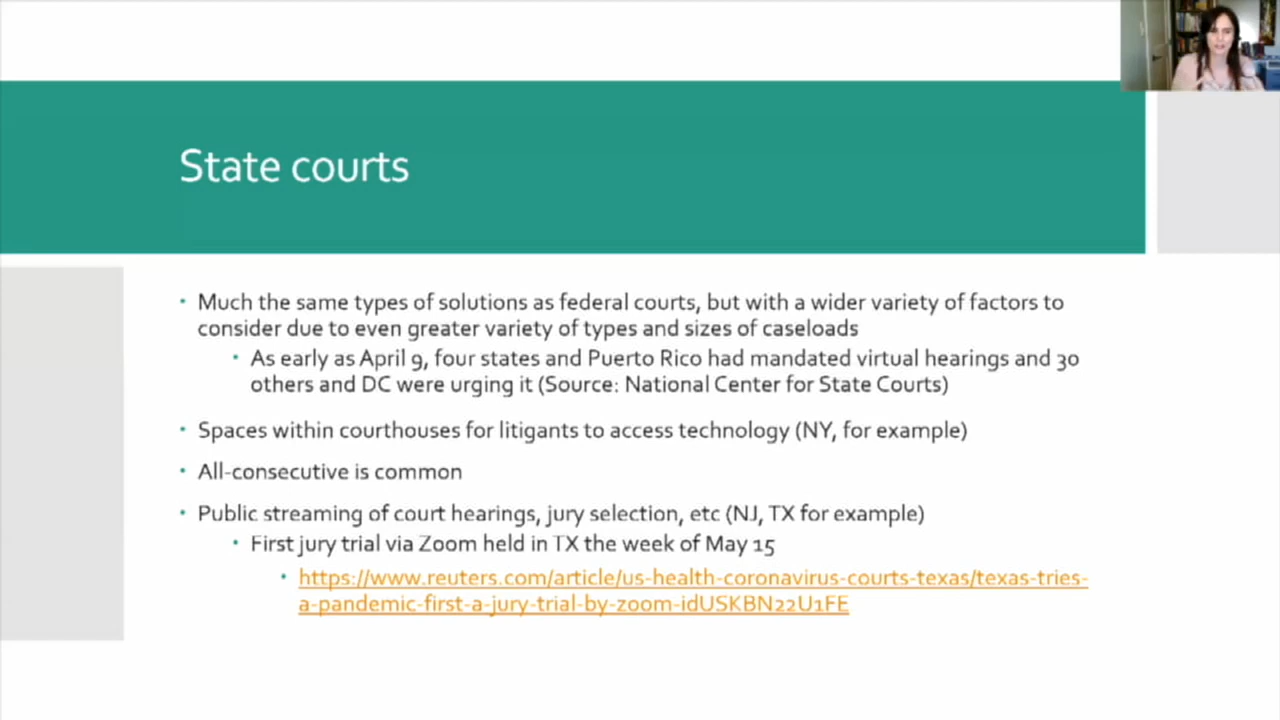 State courts
Much the same types of solutions as federal courts, but with a wider variety of factors to
consider due to even greater variety of types and sizes of caseloads
As early as April 9, four states and Puerto Rico had mandated virtual hearings and 30
others and DC were urging it (Source: National Center for State Courts)
Spaces within courthouses for litigants to access technology (NY, for example)
All-consecutive is common
Public streaming of court hearings, jury selection, etc (NJ, TX for example)
First jury trial via Zoom held in TX the week of May 15
https://www.reuters.com/article/us-health-coronavirus-courts-texas/texas-tries-
a-pandemic-first-a-jury-trial-by-zoom-idUSKBN22U1FE